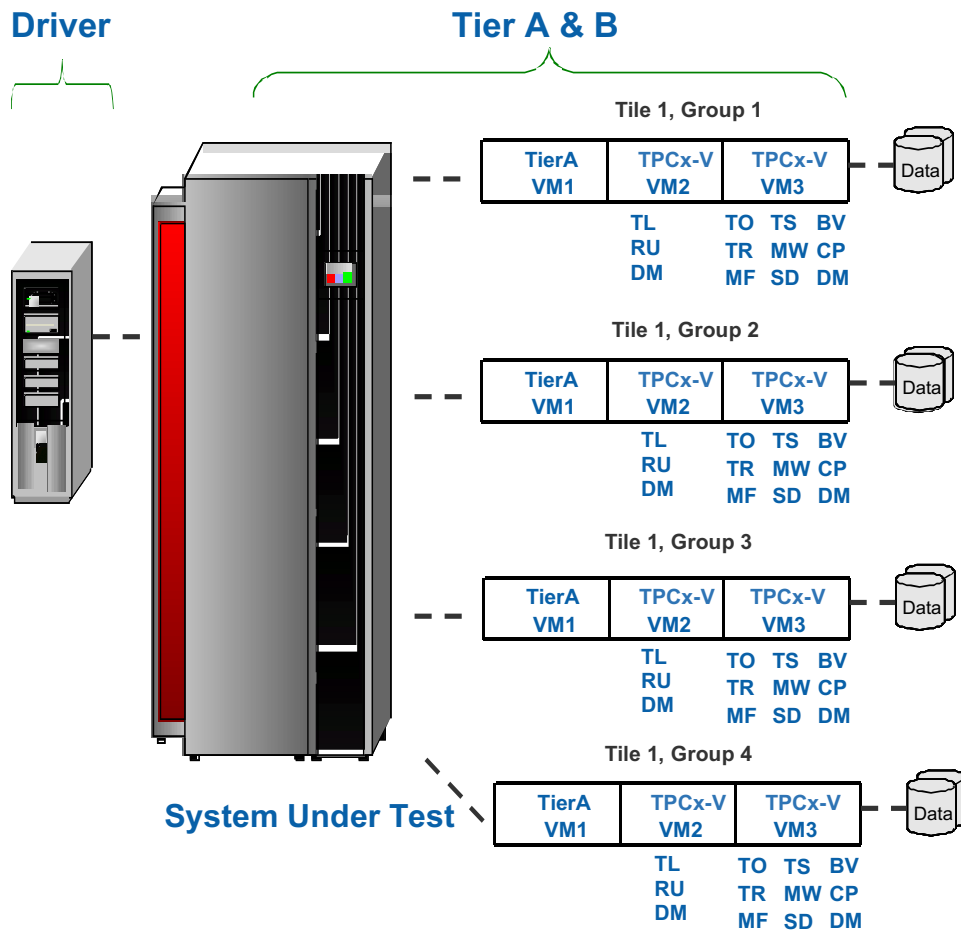 Driver
Tier A & B
Tile 1, Group 1
TierA TPCx-V TPCx-V
VM1 VM2 VM3
Data
TL TO TS BV
RU TR MW CP
DM MF SD DM
Tile 1, Group 2
TierA TPCx-V TPCx-V
VM1 VM2 VM3
Data
TL TO TS BV
RU TR MW CP
DM MF SD DM
Tile 1, Group 3
TierA TPCx-V TPCx-V
VM1 VM2 VM3
Data
TL TO TS BV
RU TR MW CP
DM MF SD DM
Tile 1, Group 4
System Under Test
TierA TPCx-V TPCx-V
VM1 VM2 VM3
Data
TL TO TS BV
RU TR MW CP
DM MF SD DM